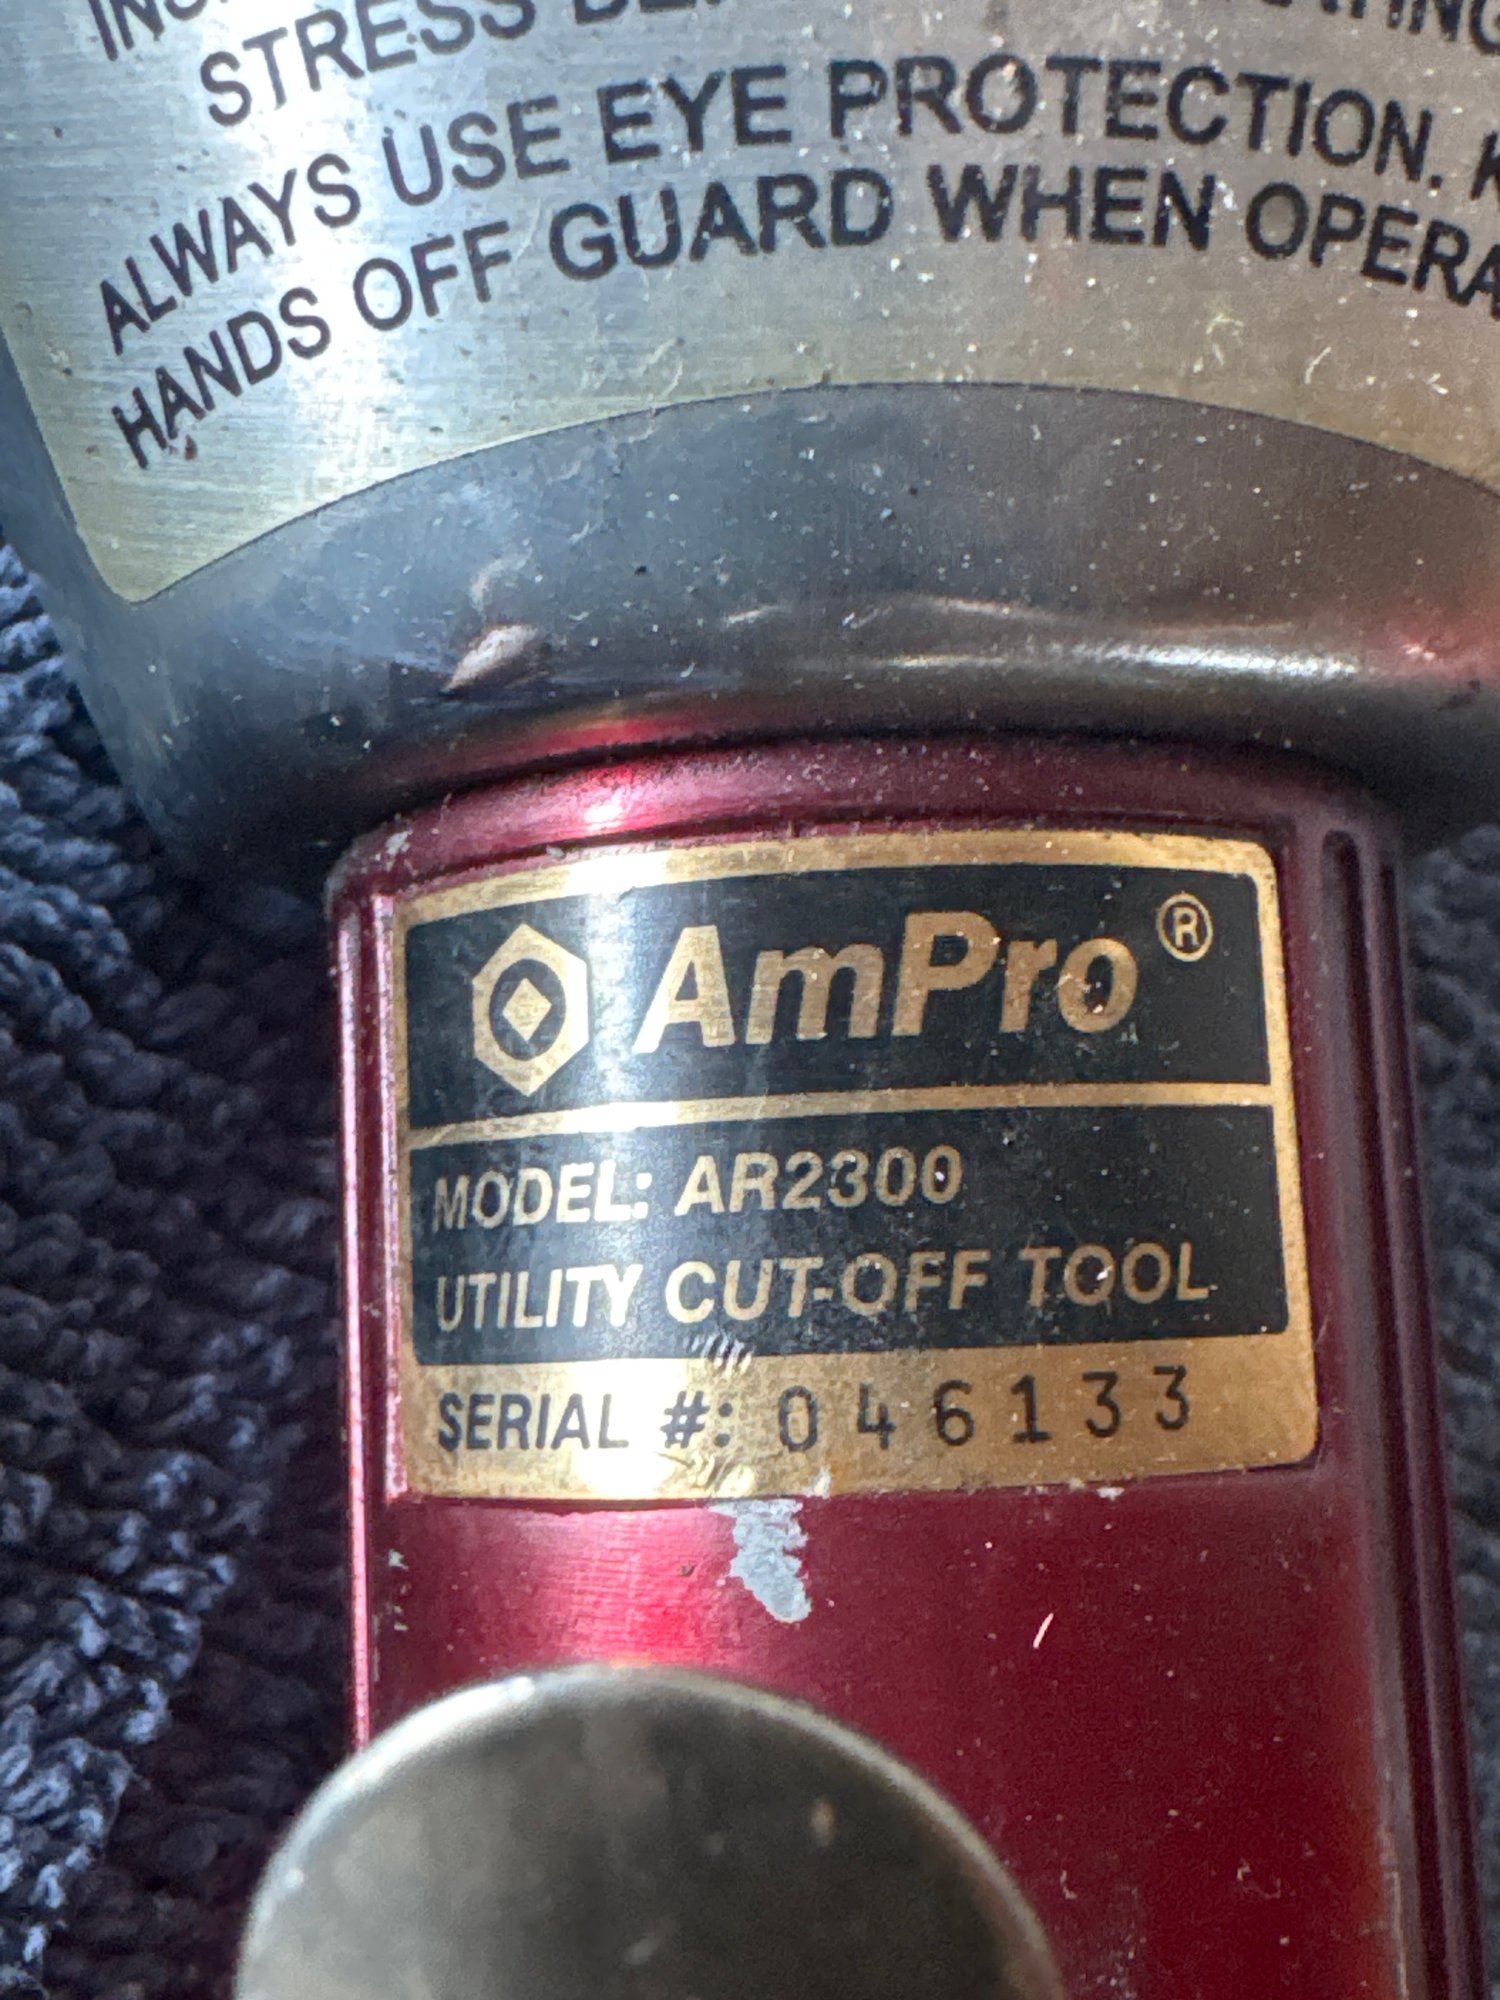 STRESS
ALWAYS USE EYE PROTECTION.
HANDS OFF GUARD WHEN
AmPro®
MODEL: AR2300
UTILITY CUT-OFF TOOL
SERIAL #: 046133